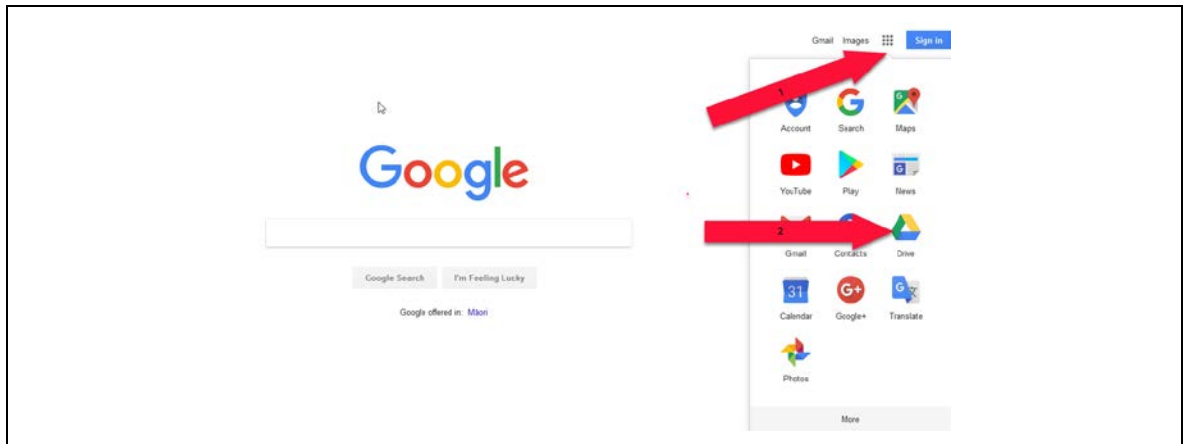 Gmail Images Sign in
1
Account Search Maps
Google
YouTube Play News
2
Gmail Contacts Drive
Google Search I'm Feeling Lucky
31
Calendar Google+ Translate
Google offered in: Māori
Photos
More